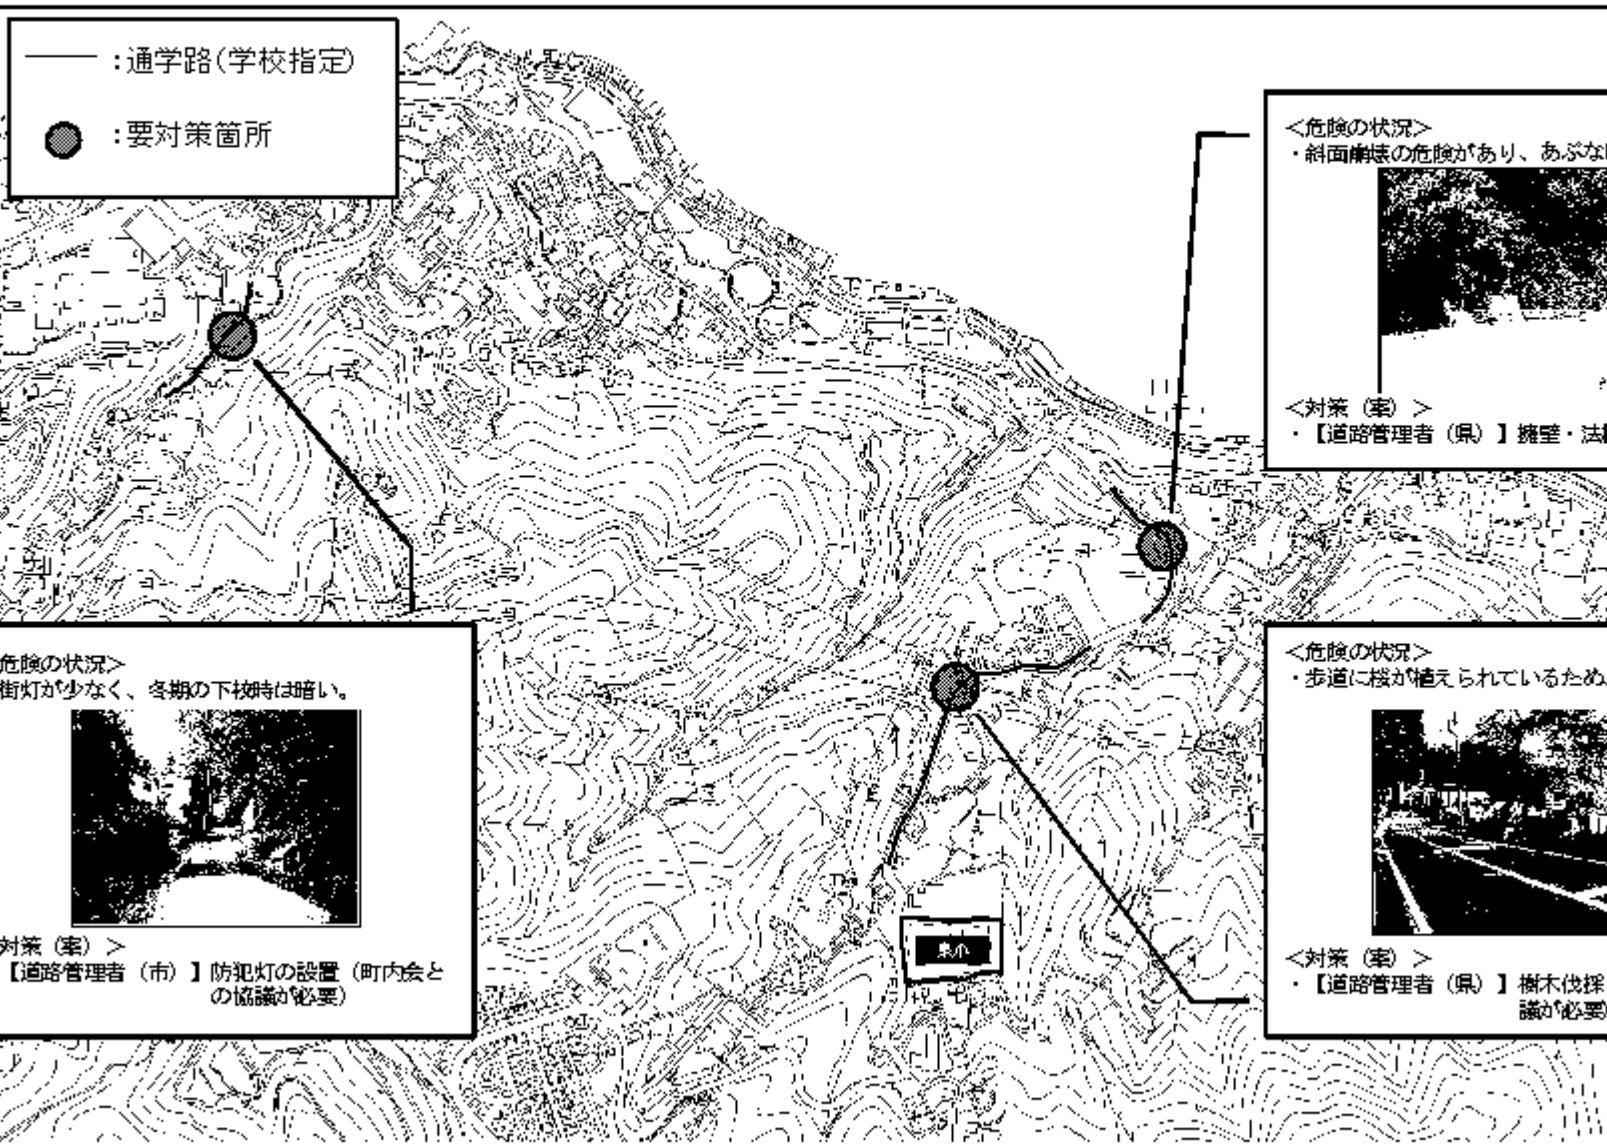 :通学路(学校指定)
:要対策箇所
<危険の状況>
・斜面崩壊の危険があり、あぶな
<対策(案)>
・【道路管理者(県)】擁壁・法
危険の状況>
街灯が少なく、冬期の下校時は暗い。
対策(案)>
【道路管理者(市)】防犯灯の設置(町内会と
の協議が必要)
<危険の状況>
・歩道に桜が植えられているため
<対策(案)>
・【道路管理者(県)】樹木伐採
議が必要)
東小